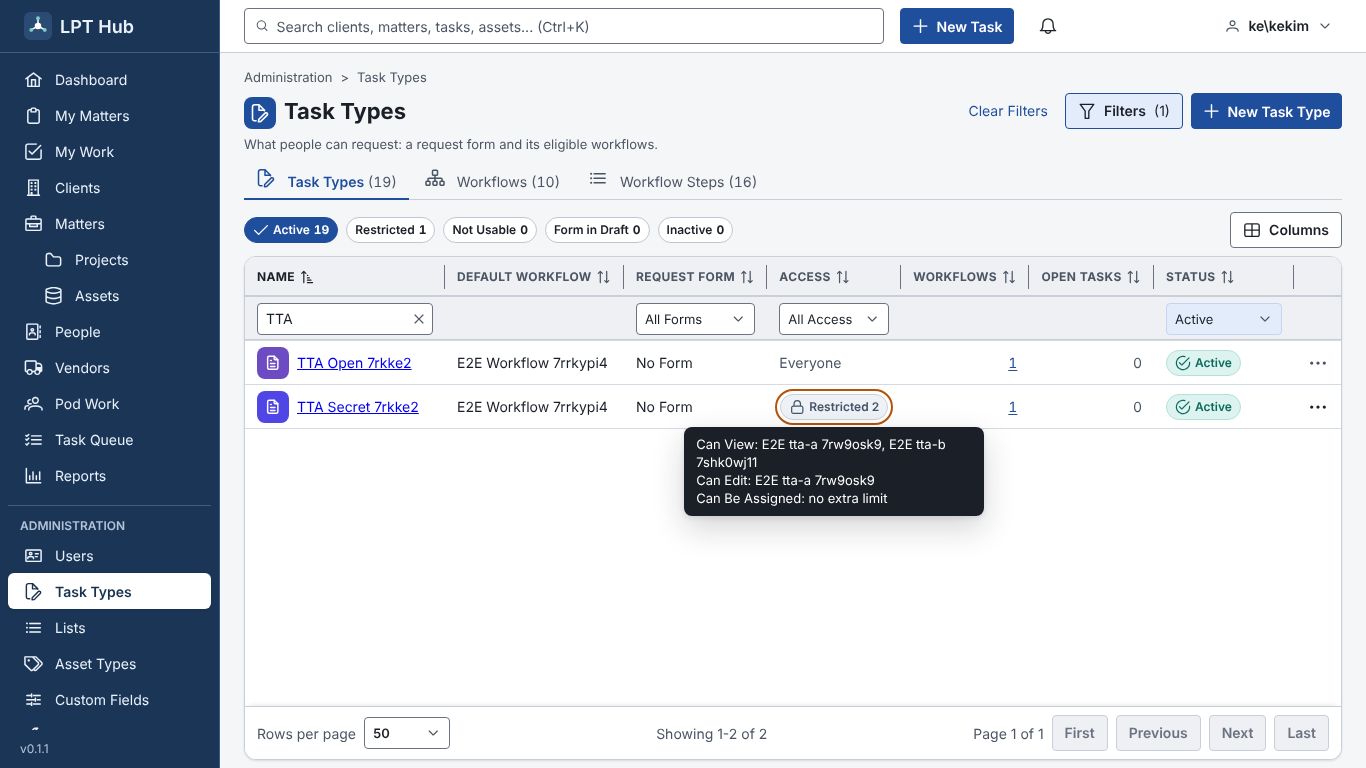 LPT Hub
Search clients, matters, tasks, assets... (Ctrl+K)
New Task
ke\kekim
Dashboard
My Matters
My Work
Clients
Matters
Projects
Assets
People
Vendors
Pod Work
Task Queue
Reports
ADMINISTRATION
Users
Task Types
Lists
Asset Types
Custom Fields
v0.1.1
Administration > Task Types
Task Types
Clear Filters
Filters (1)
New Task Type
What people can request: a request form and its eligible workflows.
Task Types (19)
Workflows (10)
Workflow Steps (16)
Active 19
Restricted 1
Not Usable 0
Form in Draft 0
Inactive 0
Columns
NAME
DEFAULT WORKFLOW
REQUEST FORM
ACCESS
WORKFLOWS
OPEN TASKS
STATUS
TTA
All Forms
All Access
Active
TTA Open 7rkke2
E2E Workflow 7rrkypi4
No Form
Everyone
1
0
Active
TTA Secret 7rkke2
E2E Workflow 7rrkypi4
No Form
Restricted 2
1
0
Active
Can View: E2E tta-a 7rw9osk9, E2E tta-b
7shk0wj11
Can Edit: E2E tta-a 7rw9osk9
Can Be Assigned: no extra limit
Rows per page
50
Showing 1-2 of 2
Page 1 of 1
First
Previous
Next
Last